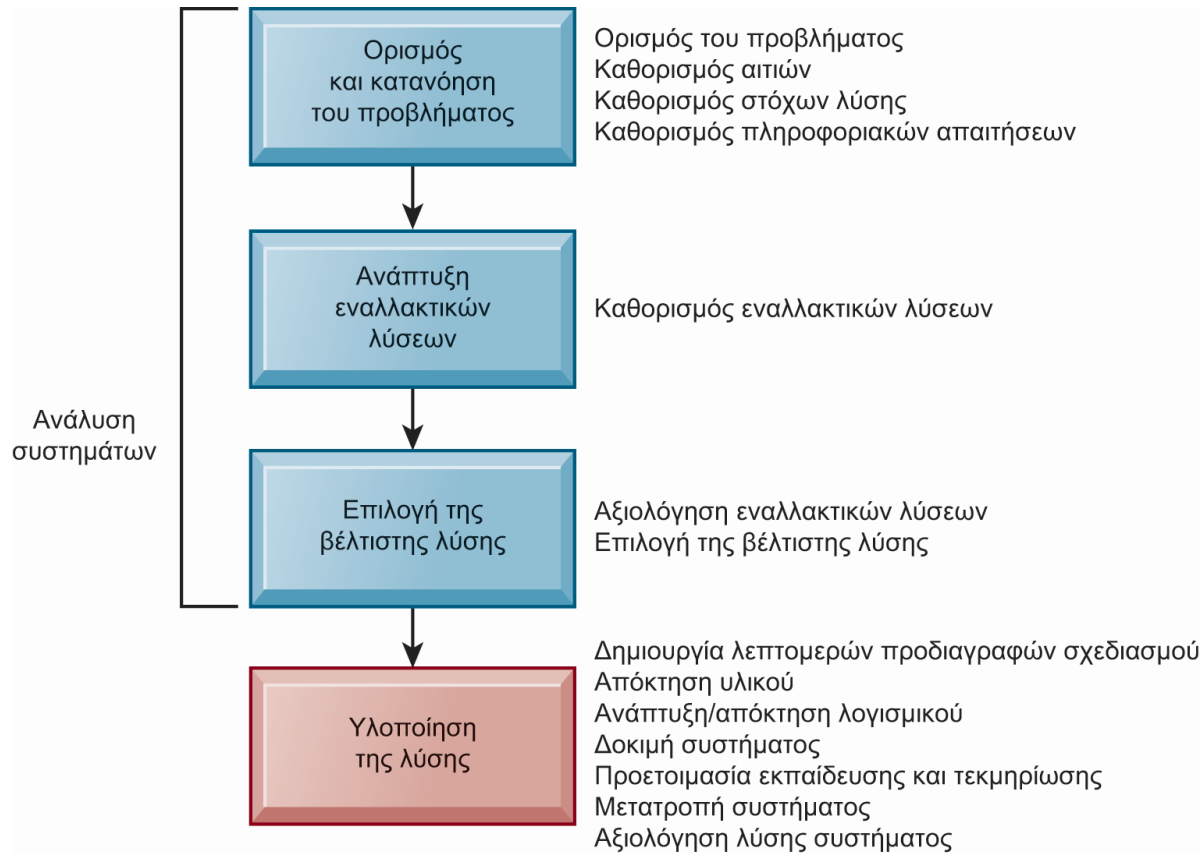 Ορισμός
και κατανόηση
του προβλήματος
Ορισμός του προβλήματος
Καθορισμός αιτιών
Καθορισμός στόχων λύσης
Καθορισμός πληροφοριακών απαιτήσεων
Ανάπτυξη
εναλλακτικών
λύσεων
Καθορισμός εναλλακτικών λύσεων
Ανάλυση
συστημάτων
Επιλογή της
βέλτιστης λύσης
Αξιολόγηση εναλλακτικών λύσεων
Επιλογή της βέλτιστης λύσης
Υλοποίηση
της λύσης
Δημιουργία λεπτομερών προδιαγραφών σχεδιασμού
Απόκτηση υλικού
Ανάπτυξη/απόκτηση λογισμικού
Δοκιμή συστήματος
Προετοιμασία εκπαίδευσης και τεκμηρίωσης
Μετατροπή συστήματος
Αξιολόγηση λύσης συστήματος